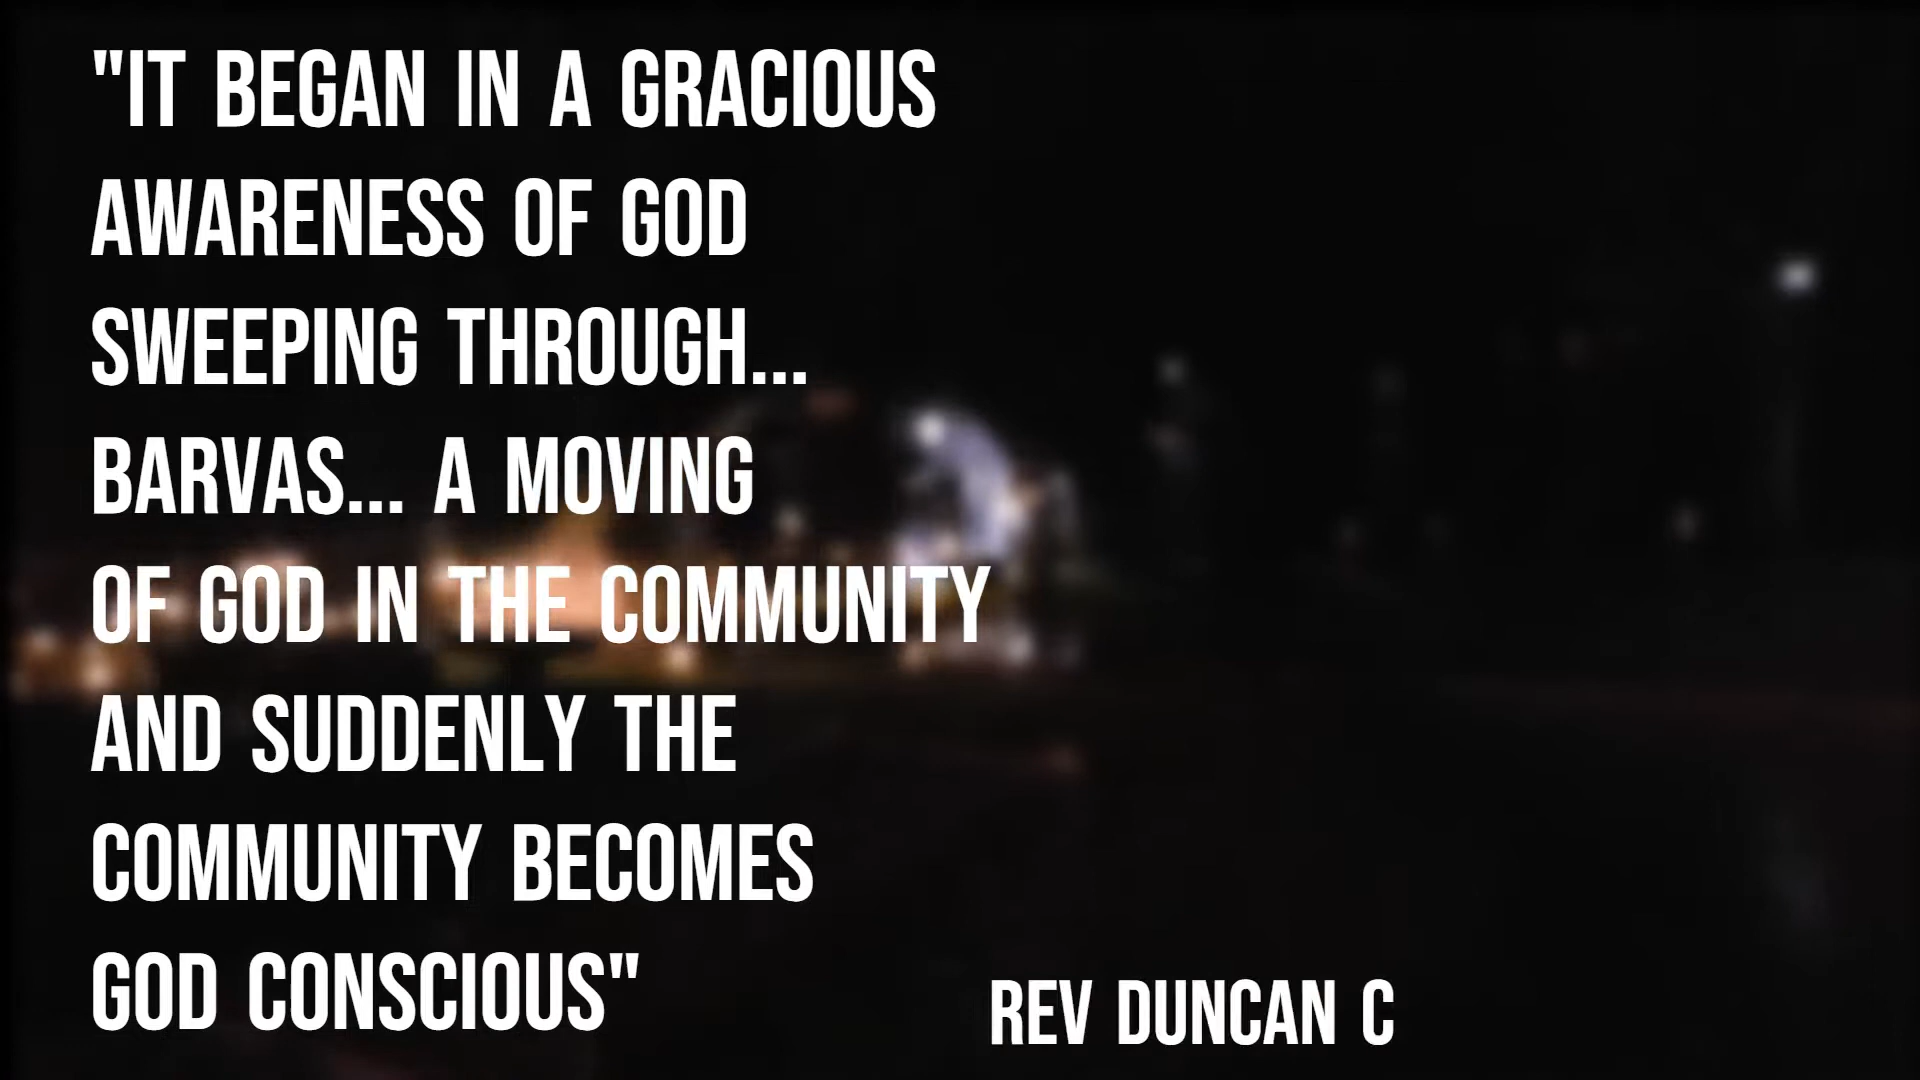 "IT BEGAN IN A GRACIOUS
AWARENESS OF GOD
SWEEPING THROUGH...
BARVAS... A MOVING
OF GOD IN THE COMMUNITY
AND SUDDENLY THE
COMMUNITY BECOMES
GOD CONSCIOUS"
REV DUNCAN C